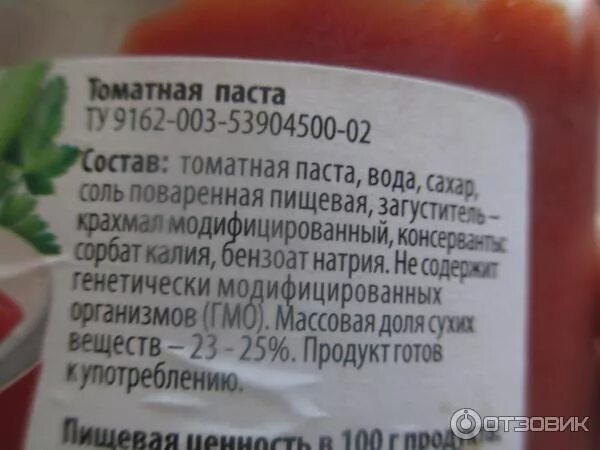 Томатная паста
ТУ 9162-003-53904500-02
Состав: томатная паста, вода, сахар,
соль поваренная пищевая, загуститель –
крахмал модифицированный, консерванты:
сорбат калия, бензоат натрия. Не содержит
генетически модифицированных
организмов (ГМО). Массовая доля сухих
веществ – 23 - 25%. Продукт готов
к употреблению.
Пищевая ценность в 100 г продукта:
ОТЗОВИК